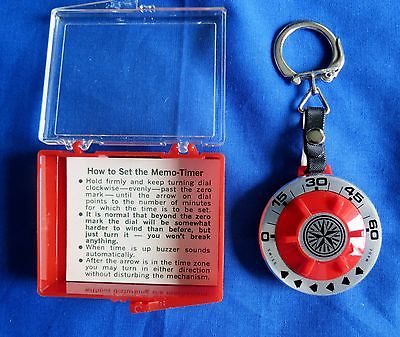 How to Set the Memo-Timer
● Held firmly and keep turning dial
clockwise—evenly—past the zero
mark—until the arrow on dial
points to the number of minutes
for which the time is to be set.
● It is normal that beyond the zero
mark the dial will be somewhat
harder to wind than before, but
just turn it — you won't break
anything.
● When time is up buzzer sounds
automatically.
● After the arrow is in the time zone
you may turn in either direction
without disturbing the mechanism.
0 15 30 45 60
SWISS MADE